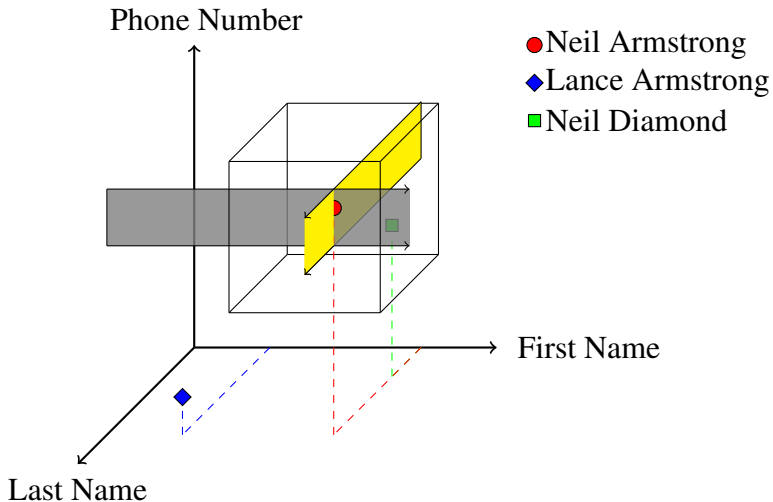 Phone Number
Neil Armstrong
Lance Armstrong
Neil Diamond
First Name
Last Name